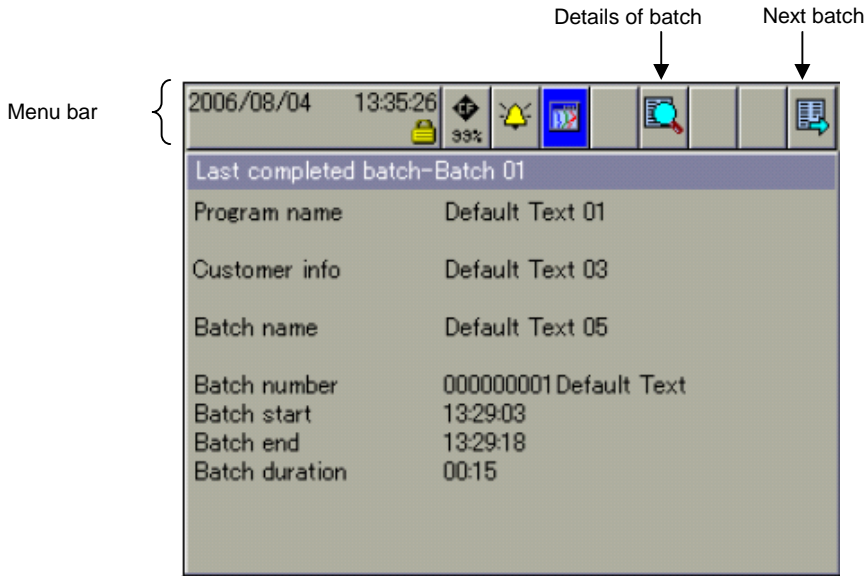 Details of batch
Next batch
Menu bar
2006/08/04 13:35:26
CF
99%
Last completed batch-Batch 01
Program name Default Text 01
Customer info Default Text 03
Batch name Default Text 05
Batch number 000000001Default Text
Batch start 13:29:03
Batch end 13:29:18
Batch duration 00:15